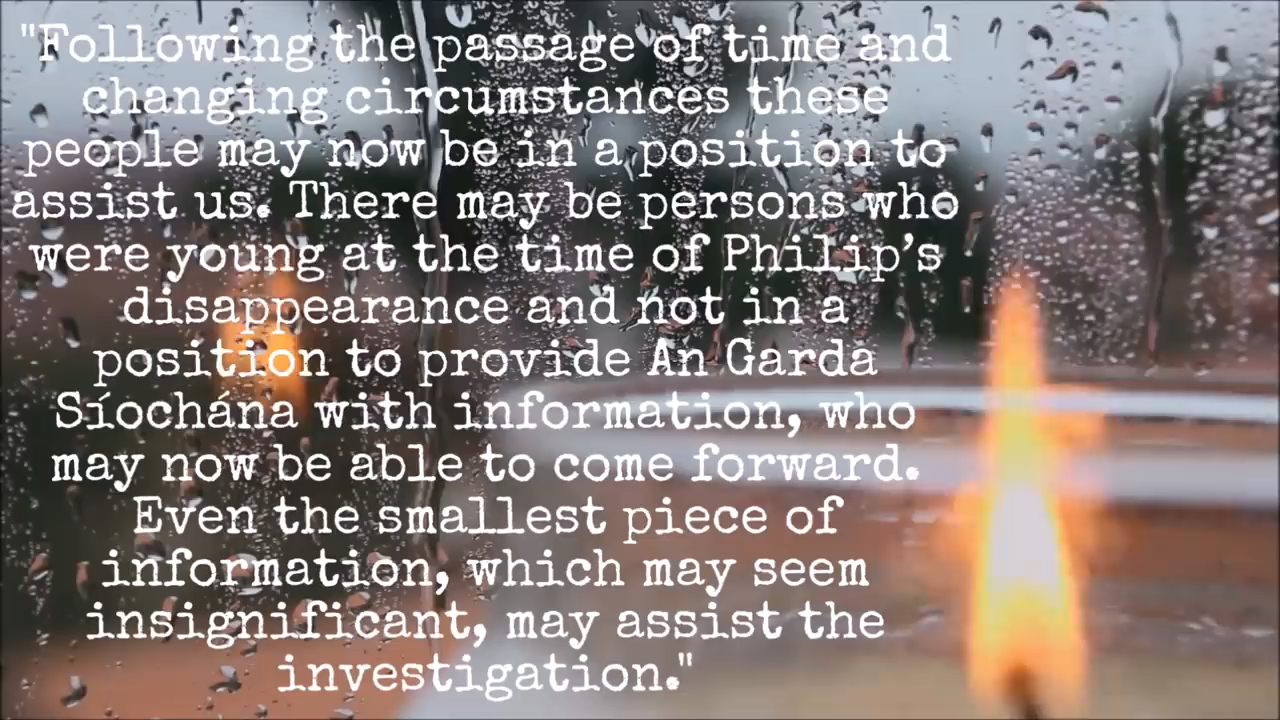 "Following the passage of time and
changing circumstances these
people may now be in a position to
assist us. There may be persons who
were young at the time of Philip's
disappearance and not in a
position to provide An Garda
Síochána with information, who
may now be able to come forward.
Even the smallest piece of
information, which may seem
insignificant, may assist the
investigation."